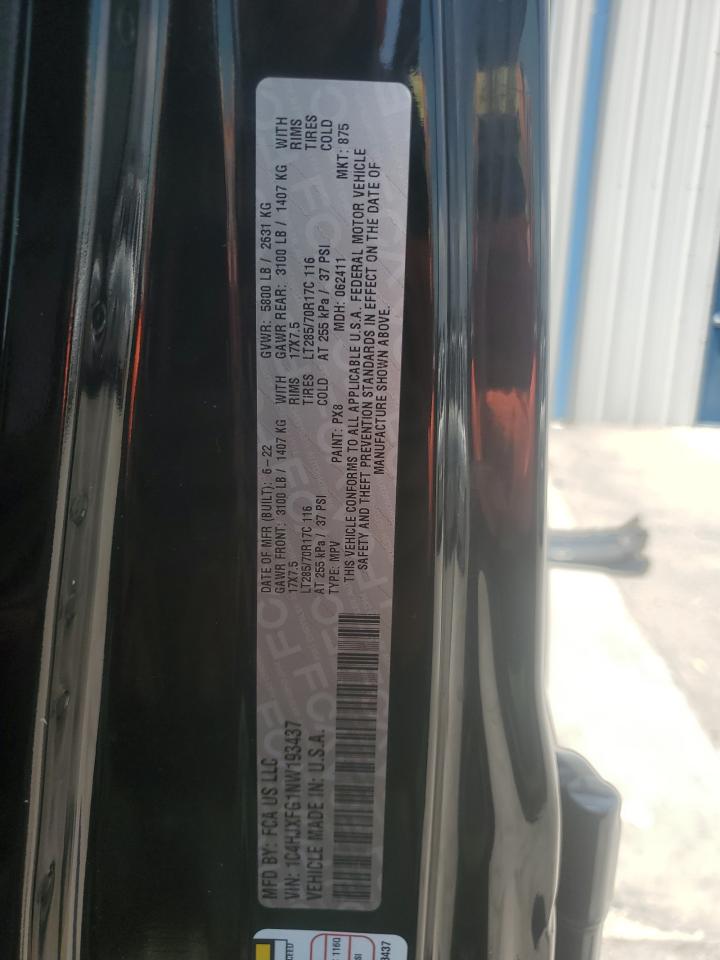 MFD BY: FCA US LLC
DATE OF MFR (BUILT): 6-22
GVWR: 5800 LB / 2631 KG
GAWR FRONT: 3100 LB / 1407 KG WITH
GAWR REAR: 3100 LB / 1407 KG WITH
17X7.5 RIMS
17X7.5 RIMS
LT285/70R17C 116 TIRES
LT285/70R17C 116 TIRES
AT 255 kPa / 37 PSI COLD
AT 255 kPa / 37 PSI COLD
VIN: 1C4HJXFG1NW193437
TYPE: MPV PAINT: PX8 MDH: 062411 MKT: 875
VEHICLE MADE IN: U.S.A.
THIS VEHICLE CONFORMS TO ALL APPLICABLE U.S.A. FEDERAL MOTOR VEHICLE
SAFETY AND THEFT PREVENTION STANDARDS IN EFFECT ON THE DATE OF
MANUFACTURE SHOWN ABOVE.
116Q